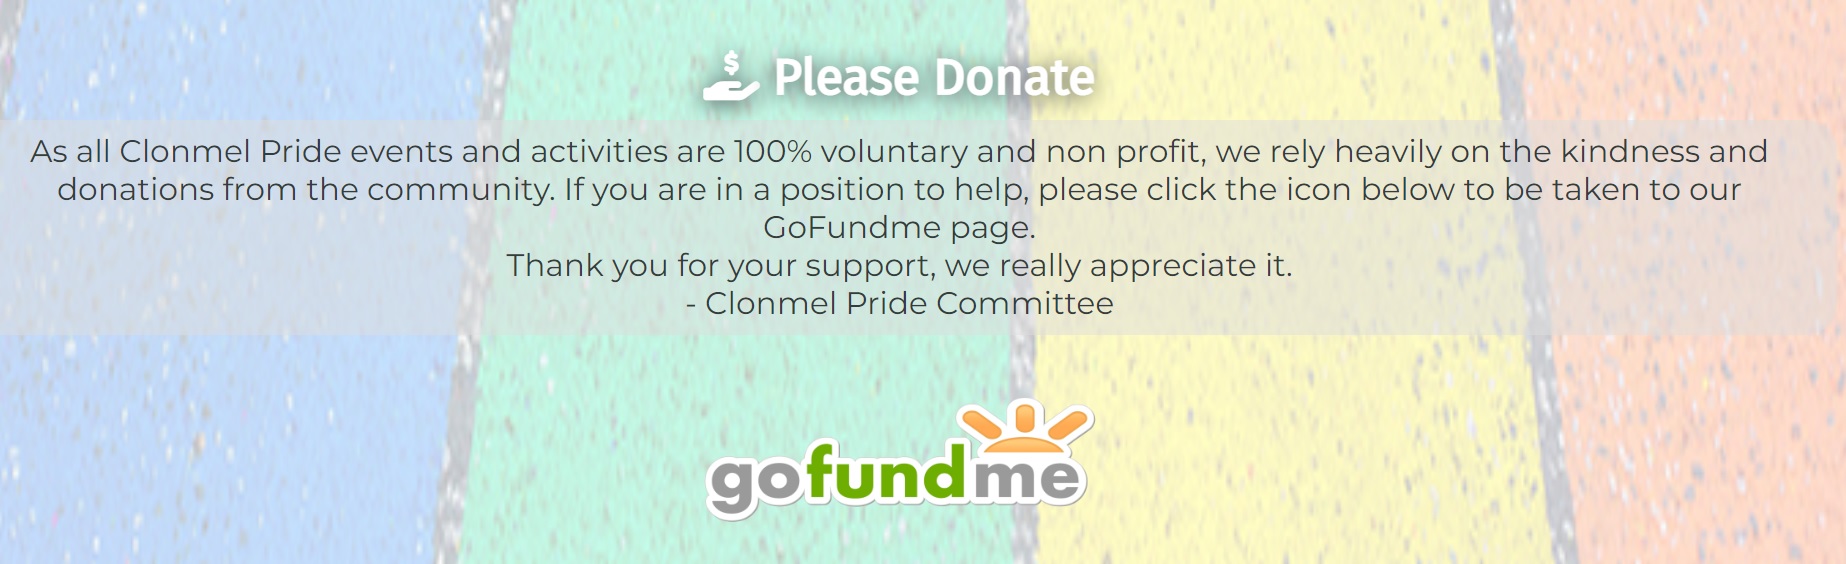 Please Donate
As all Clonmel Pride events and activities are 100% voluntary and non profit, we rely heavily on the kindness and
donations from the community. If you are in a position to help, please click the icon below to be taken to our
GoFundme page.
Thank you for your support, we really appreciate it.
- Clonmel Pride Committee
gofundme